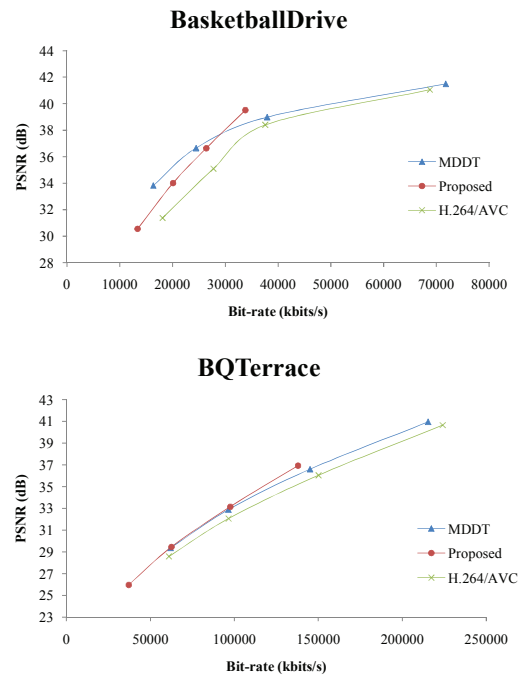 BasketballDrive
44
42
40
38
36
34
32
30
28
PSNR (dB)
MDDT
Proposed
H.264/AVC
0 10000 20000 30000 40000 50000 60000 70000 80000
Bit-rate (kbits/s)
BQTerrace
43
41
39
37
35
33
31
29
27
25
23
PSNR (dB)
MDDT
Proposed
H.264/AVC
0 50000 100000 150000 200000 250000
Bit-rate (kbits/s)